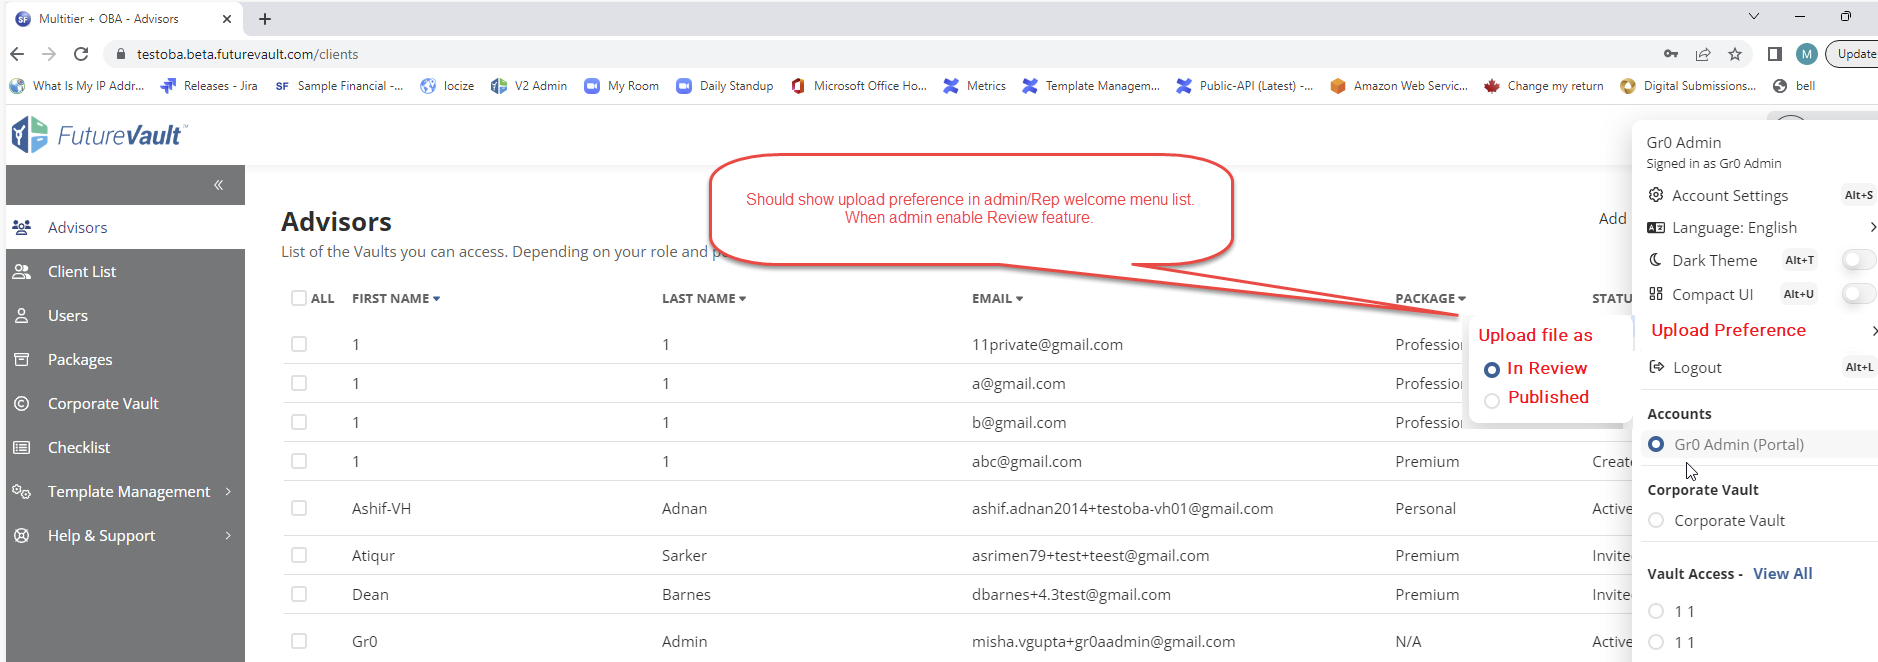 Multitier + OBA - Advisors
testoba.beta.futurevault.com/clients
M
Update
What Is My IP Addr...
Releases - Jira
SF Sample Financial -...
locize
V2 Admin
My Room
Daily Standup
Microsoft Office Ho...
Metrics
Template Managem...
Public-API (Latest) -...
Amazon Web Servic...
Change my return
Digital Submissions...
bell
FutureVault™
«
Advisors
Client List
Users
Packages
Corporate Vault
Checklist
Template Management
Help & Support
Advisors
List of the Vaults you can access. Depending on your role and
Add
Should show upload preference in admin/Rep welcome menu list.
When admin enable Review feature.
ALL FIRST NAME LAST NAME EMAIL PACKAGE STATU
1 1 11private@gmail.com Professio
1 1 a@gmail.com Professio
1 1 b@gmail.com Professio
1 1 abc@gmail.com Premium Create
Ashif-VH Adnan ashif.adnan2014+testoba-vh01@gmail.com Personal Active
Atiqur Sarker asrimen79+test+teest@gmail.com Premium Invite
Dean Barnes dbarnes+4.3test@gmail.com Premium Invite
Gr0 Admin misha.vgupta+gr0aadmin@gmail.com N/A Active
Upload file as
In Review
Published
Gr0 Admin
Signed in as Gr0 Admin
Account Settings Alt+S
Language: English
Dark Theme Alt+T
Compact UI Alt+U
Upload Preference
Logout Alt+L
Accounts
Gr0 Admin (Portal)
Corporate Vault
Corporate Vault
Vault Access - View All
1 1
1 1